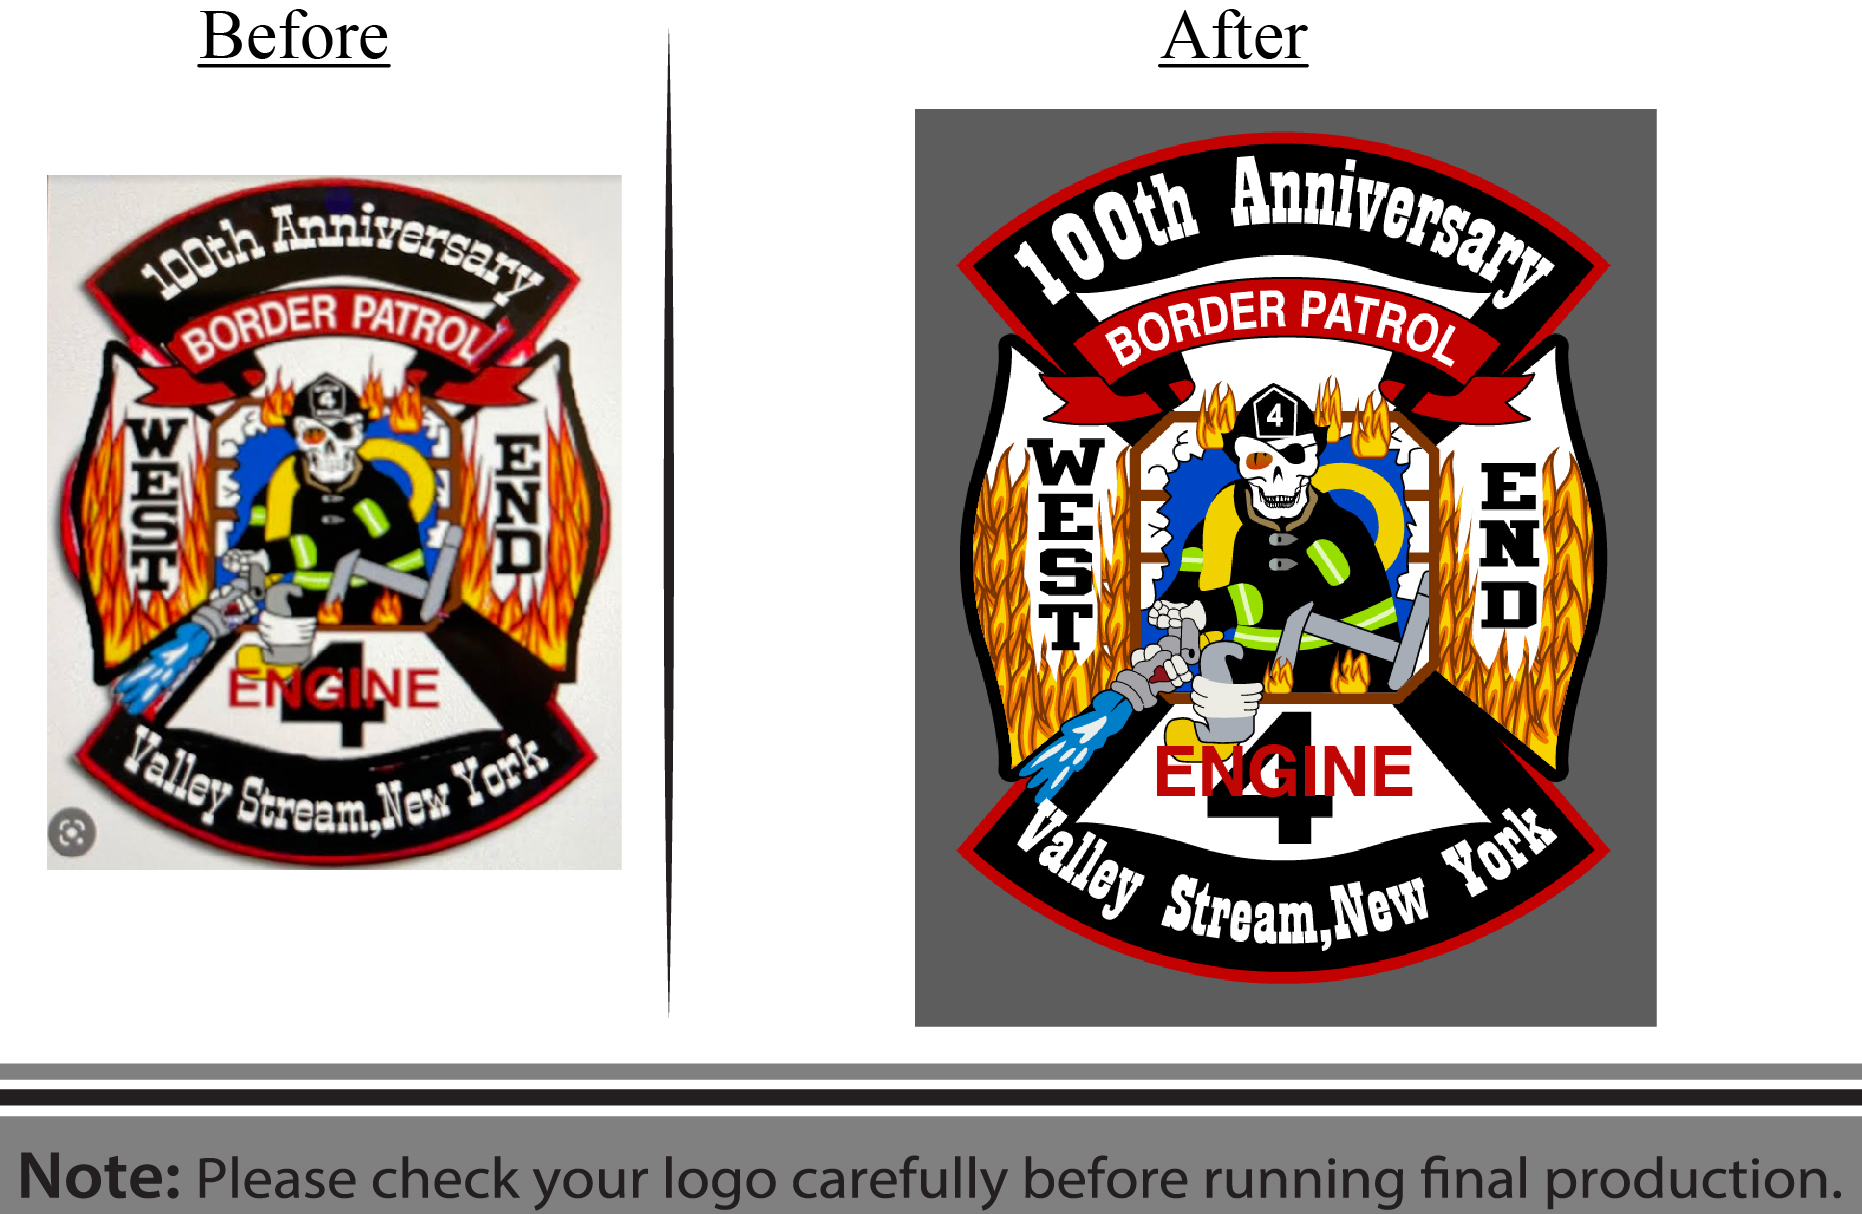 Before
After
100th Anniversary
BORDER PATROL
WEST
END
4
4
ENGINE
Valley Stream,New York
100th Anniversary
BORDER PATROL
WEST
END
4
4
ENGINE
Valley Stream,New York
Note: Please check your logo carefully before running final production.